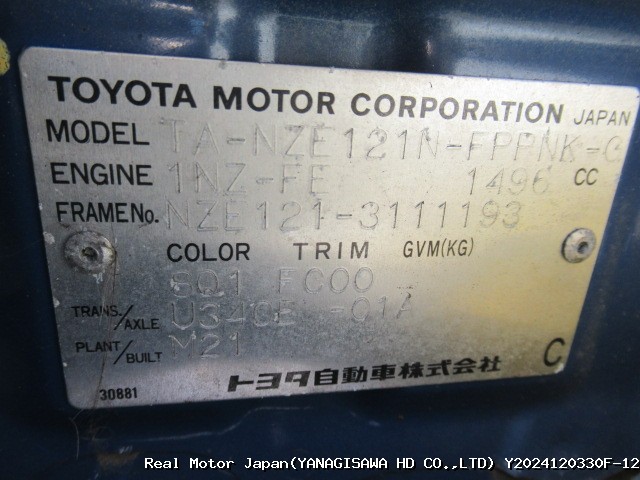 TOYOTA MOTOR CORPORATION JAPAN
MODEL TA-NZE121N-FPPNK-C
ENGINE 1NZ-FE 1496 CC
FRAME No. NZE121-3111193
COLOR TRIM GVM(KG)
8Q1 FC00
TRANS./AXLE U340E -01A
PLANT/BUILT M21
C
トヨタ自動車株式会社
30881
Real Motor Japan(YANAGISAWA HD CO.,LTD) Y2024120330F-12